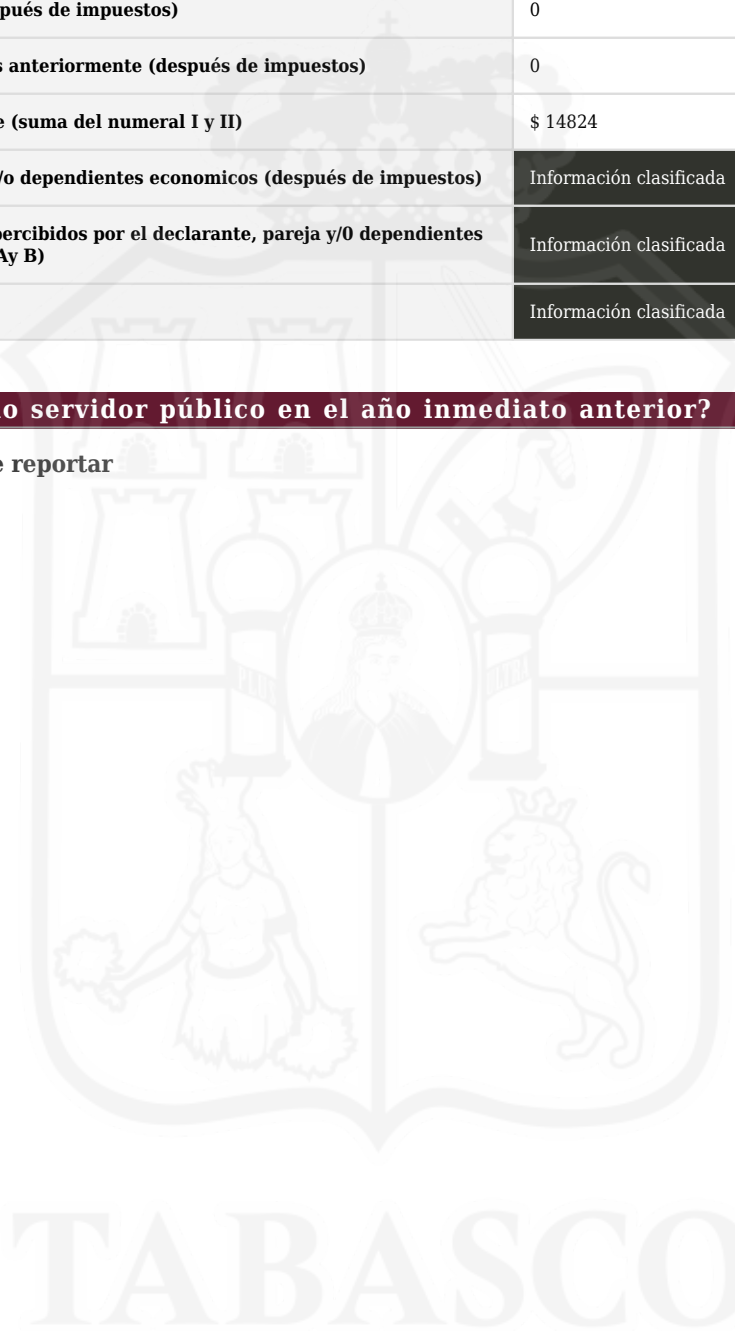 pués de impuestos) 0
s anteriormente (después de impuestos) 0
e (suma del numeral I y II) $ 14824
/o dependientes economicos (después de impuestos) Información clasificada
percibidos por el declarante, pareja y/0 dependientes
Ay B) Información clasificada
Información clasificada
o servidor público en el año inmediato anterior?
e reportar
PLUS ULTRA
TABASCO